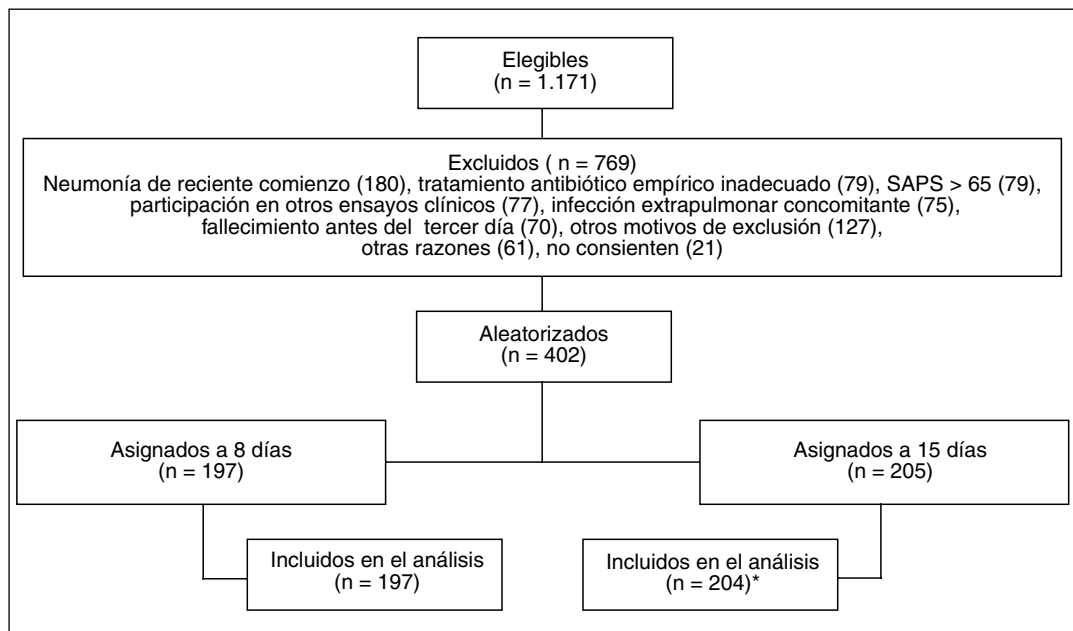 Elegibles
(n = 1.171)
Excluidos ( n = 769)
Neumonía de reciente comienzo (180), tratamiento antibiótico empírico inadecuado (79), SAPS > 65 (79),
participación en otros ensayos clínicos (77), infección extrapulmonar concomitante (75),
fallecimiento antes del tercer día (70), otros motivos de exclusión (127),
otras razones (61), no consienten (21)
Aleatorizados
(n = 402)
Asignados a 8 días
(n = 197)
Asignados a 15 días
(n = 205)
Incluidos en el análisis
(n = 197)
Incluidos en el análisis
(n = 204)*